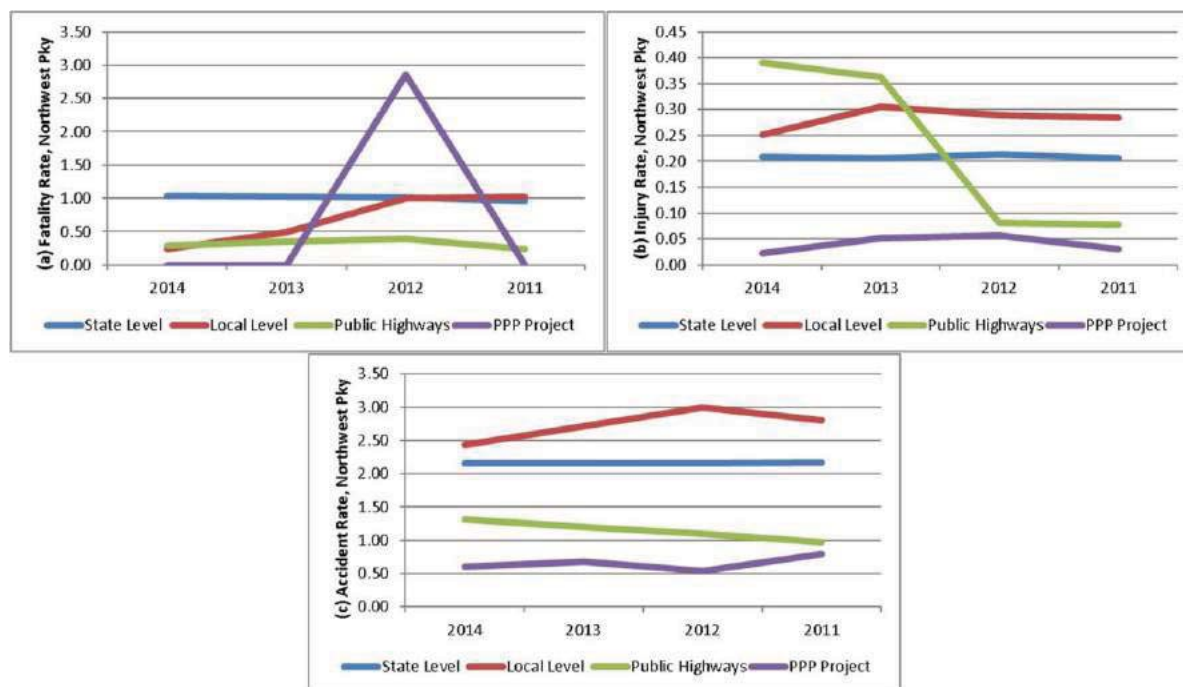 (a) Fatality Rate, Northwest Pky
3.50
3.00
2.50
2.00
1.50
1.00
0.50
0.00
2014 2013 2012 2011
State Level Local Level Public Highways PPP Project
(b) Injury Rate, Northwest Pky
0.45
0.40
0.35
0.30
0.25
0.20
0.15
0.10
0.05
0.00
2014 2013 2012 2011
State Level Local Level Public Highways PPP Project
(c) Accident Rate, Northwest Pky
3.50
3.00
2.50
2.00
1.50
1.00
0.50
0.00
2014 2013 2012 2011
State Level Local Level Public Highways PPP Project